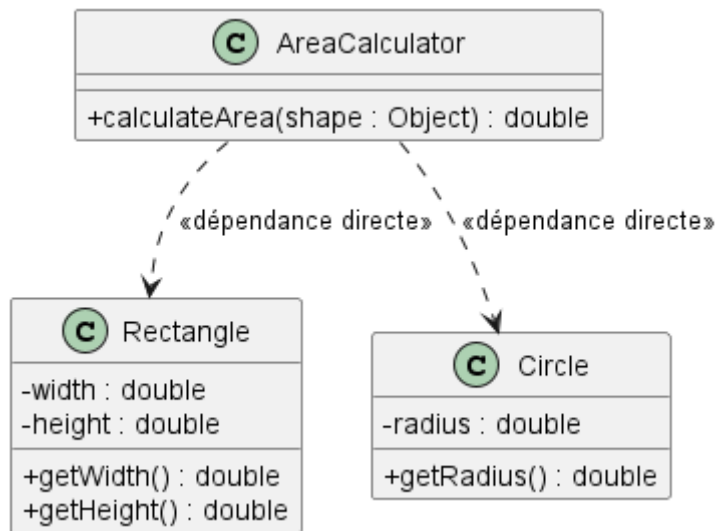 C AreaCalculator
+calculateArea(shape : Object) : double
«dépendance directe» «dépendance directe»
C Rectangle
-width : double
-height : double
+getWidth() : double
+getHeight() : double
C Circle
-radius : double
+getRadius() : double